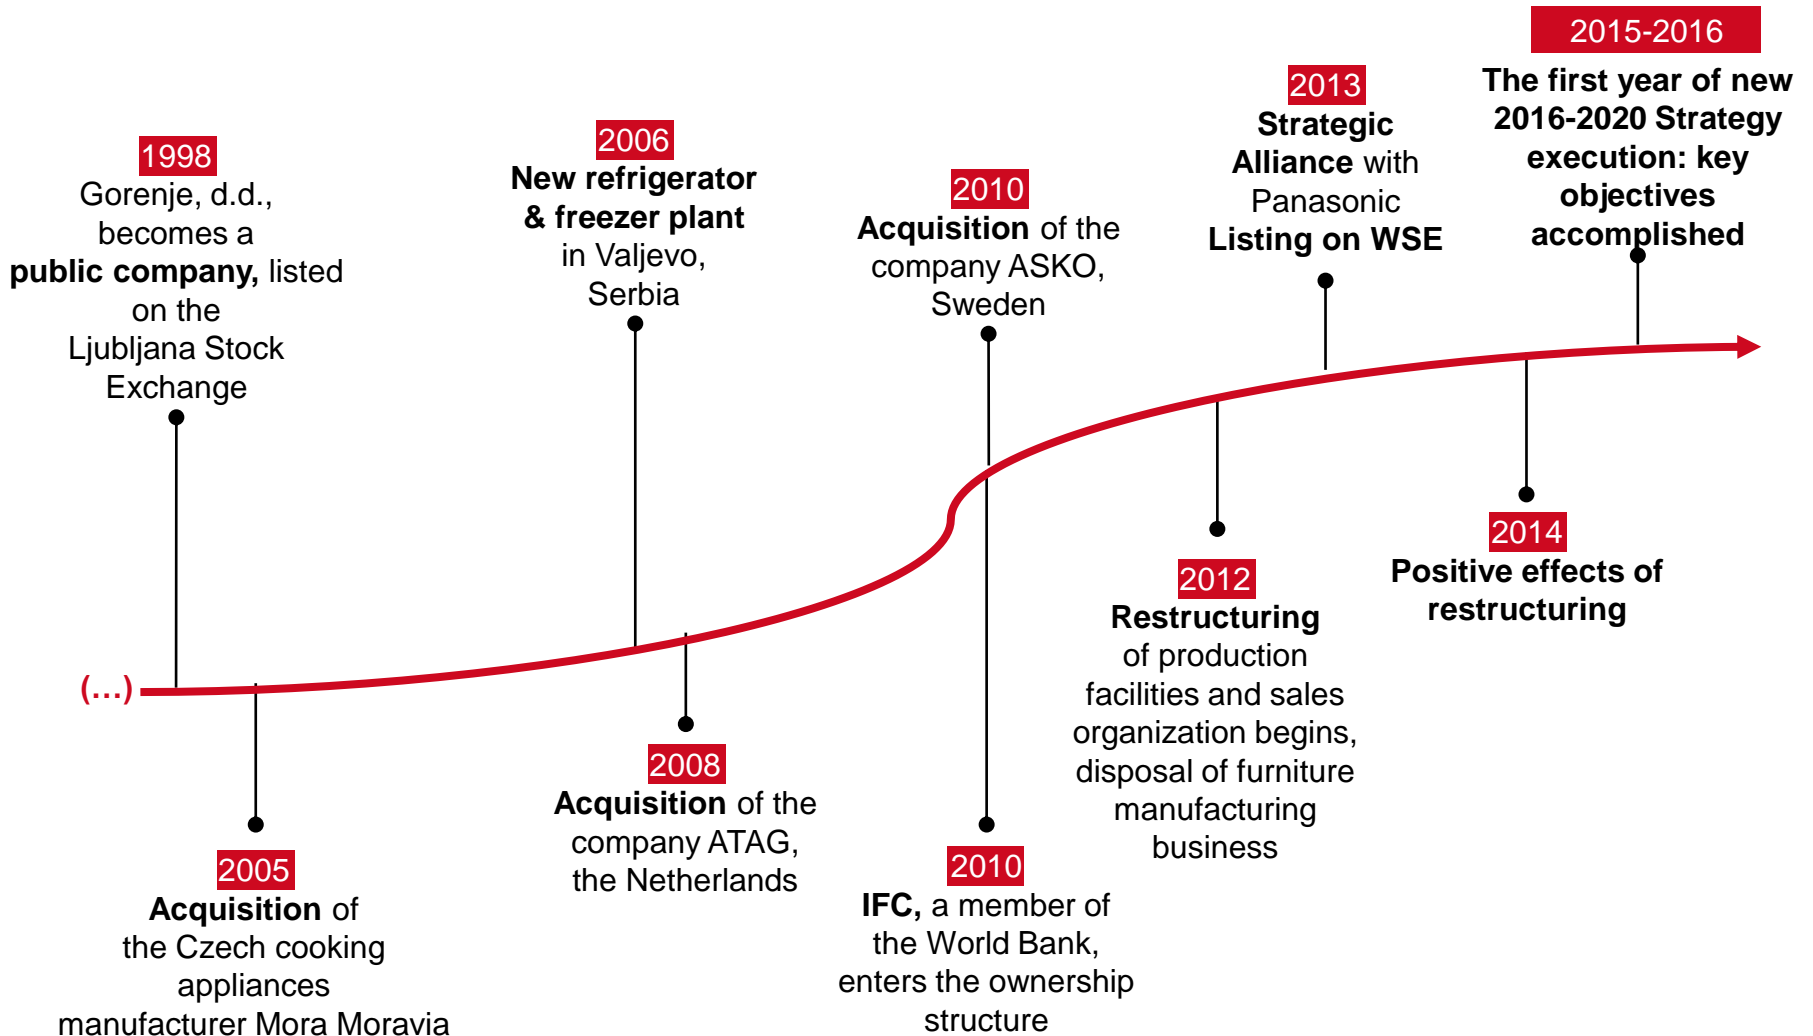 1998
Gorenje, d.d.,
becomes a
public company, listed
on the
Ljubljana Stock
Exchange
2006
New refrigerator
& freezer plant
in Valjevo,
Serbia
2010
Acquisition of the
company ASKO,
Sweden
2013
Strategic
Alliance with
Panasonic
Listing on WSE
2015-2016
The first year of new
2016-2020 Strategy
execution: key
objectives
accomplished
(...)
2005
Acquisition of
the Czech cooking
appliances
manufacturer Mora Moravia
2008
Acquisition of the
company ATAG,
the Netherlands
2010
IFC, a member of
the World Bank,
enters the ownership
structure
2012
Restructuring
of production
facilities and sales
organization begins,
disposal of furniture
manufacturing
business
2014
Positive effects of
restructuring